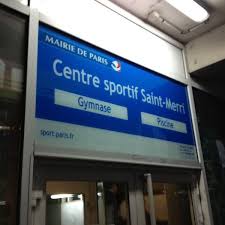 MAIRIE DE PARIS
Centre sportif Saint-Merri
Gymnase Piscine
sport.paris.fr